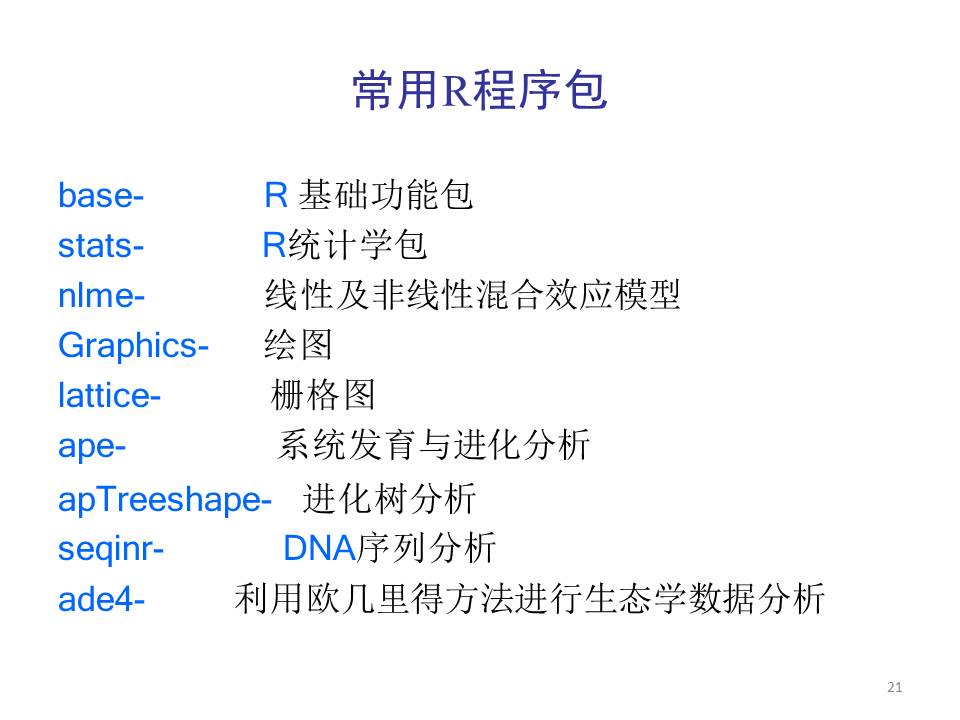 常用R程序包
base- R 基础功能包
stats- R统计学包
nlme- 线性及非线性混合效应模型
Graphics- 绘图
lattice- 栅格图
ape- 系统发育与进化分析
apTreeshape- 进化树分析
seqinr- DNA序列分析
ade4- 利用欧几里得方法进行生态学数据分析
21